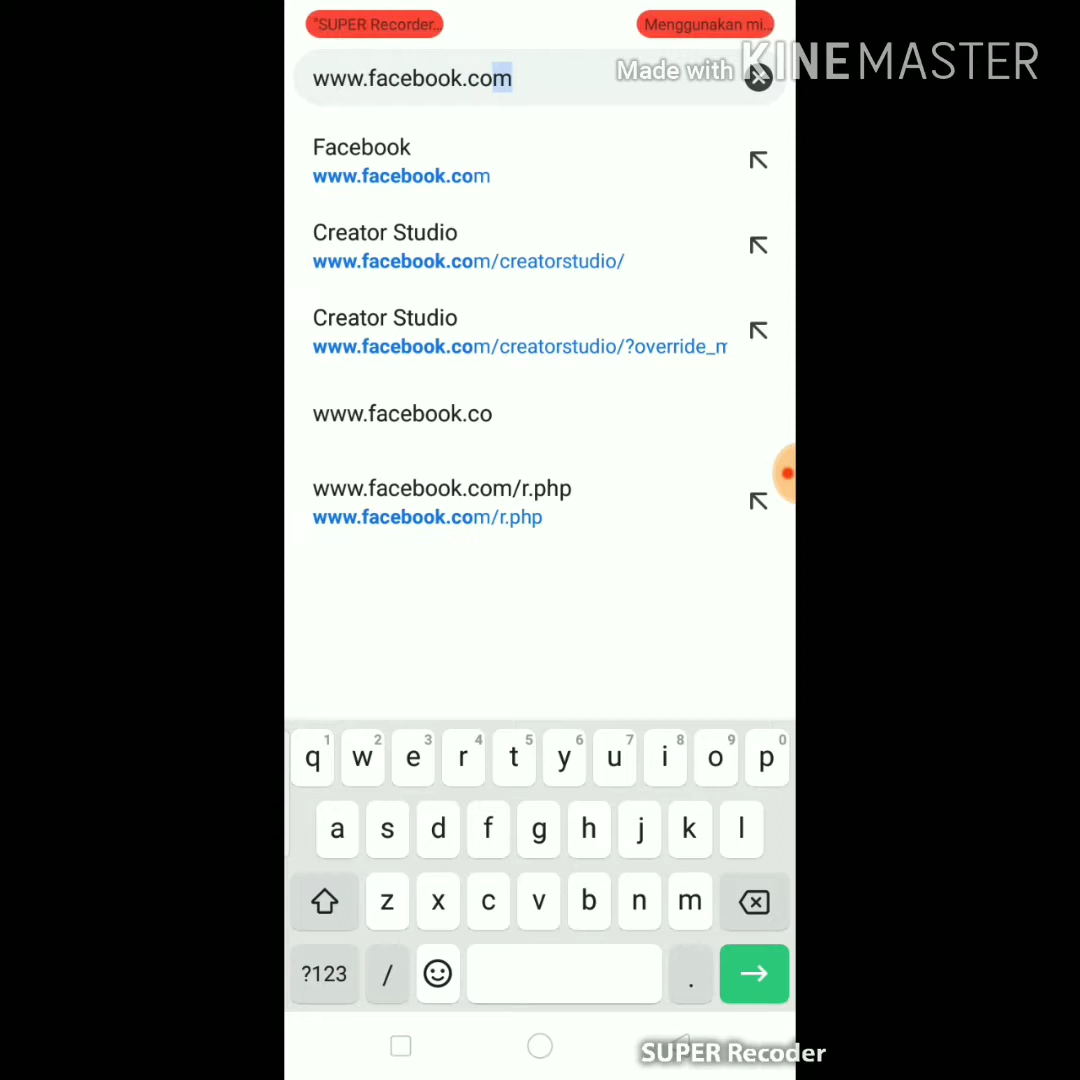 "SUPER Recorder...
Menggunakan mi...
www.facebook.com
Made with KINEMASTER
Facebook
www.facebook.com
Creator Studio
www.facebook.com/creatorstudio/
Creator Studio
www.facebook.com/creatorstudio/?override_m
www.facebook.co
www.facebook.com/r.php
www.facebook.com/r.php
1 2 3 4 5 6 7 8 9 0
q w e r t y u i o p
a s d f g h j k l
z x c v b n m
?123 / .
SUPER Recoder